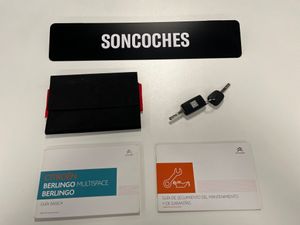 SONCOCHES
CITROËN
BERLINGO MULTISPACE
BERLINGO
GUÍA BÁSICA
GUÍA DE SEGUIMIENTO DEL MANTENIMIENTO
Y DE GARANTÍAS